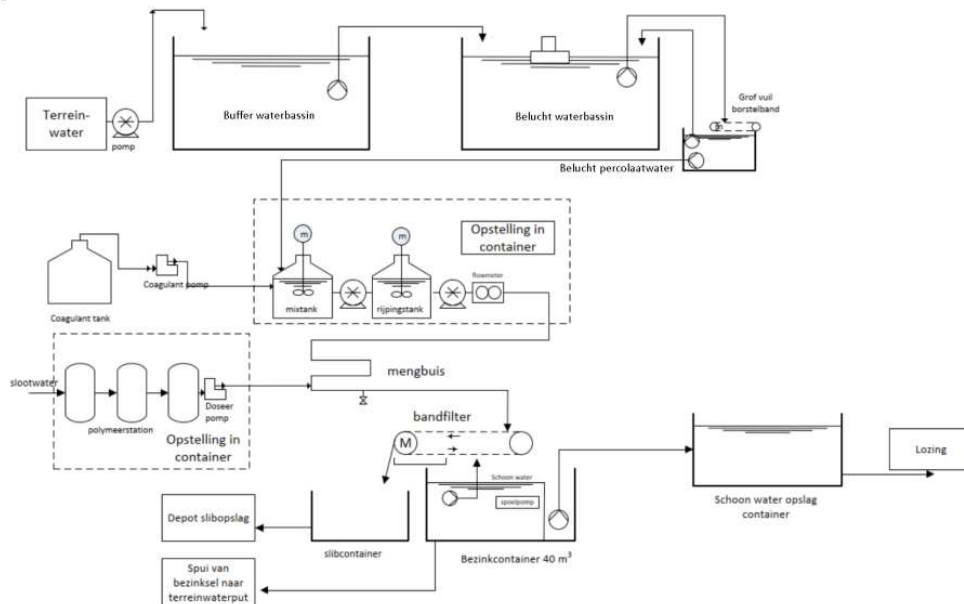 Terrein-
water
pomp
Buffer waterbassin
Belucht waterbassin
Grof vuil
borstelband
m
Belucht percolaatwater
Opstelling in
container
m
m
flowmeter
Coagulant pomp
Coagulant tank
mixtank
rijpingstank
slootwater
mengbuis
Doseer
pomp
polymeerstation
Opstelling in
container
bandfilter
M
Schoon water
spoelpomp
Lozing
Schoon water opslag
container
Depot slibopslag
slibcontainer
Bezinkcontainer 40 m³
Spui van
bezinksel naar
terreinwaterput